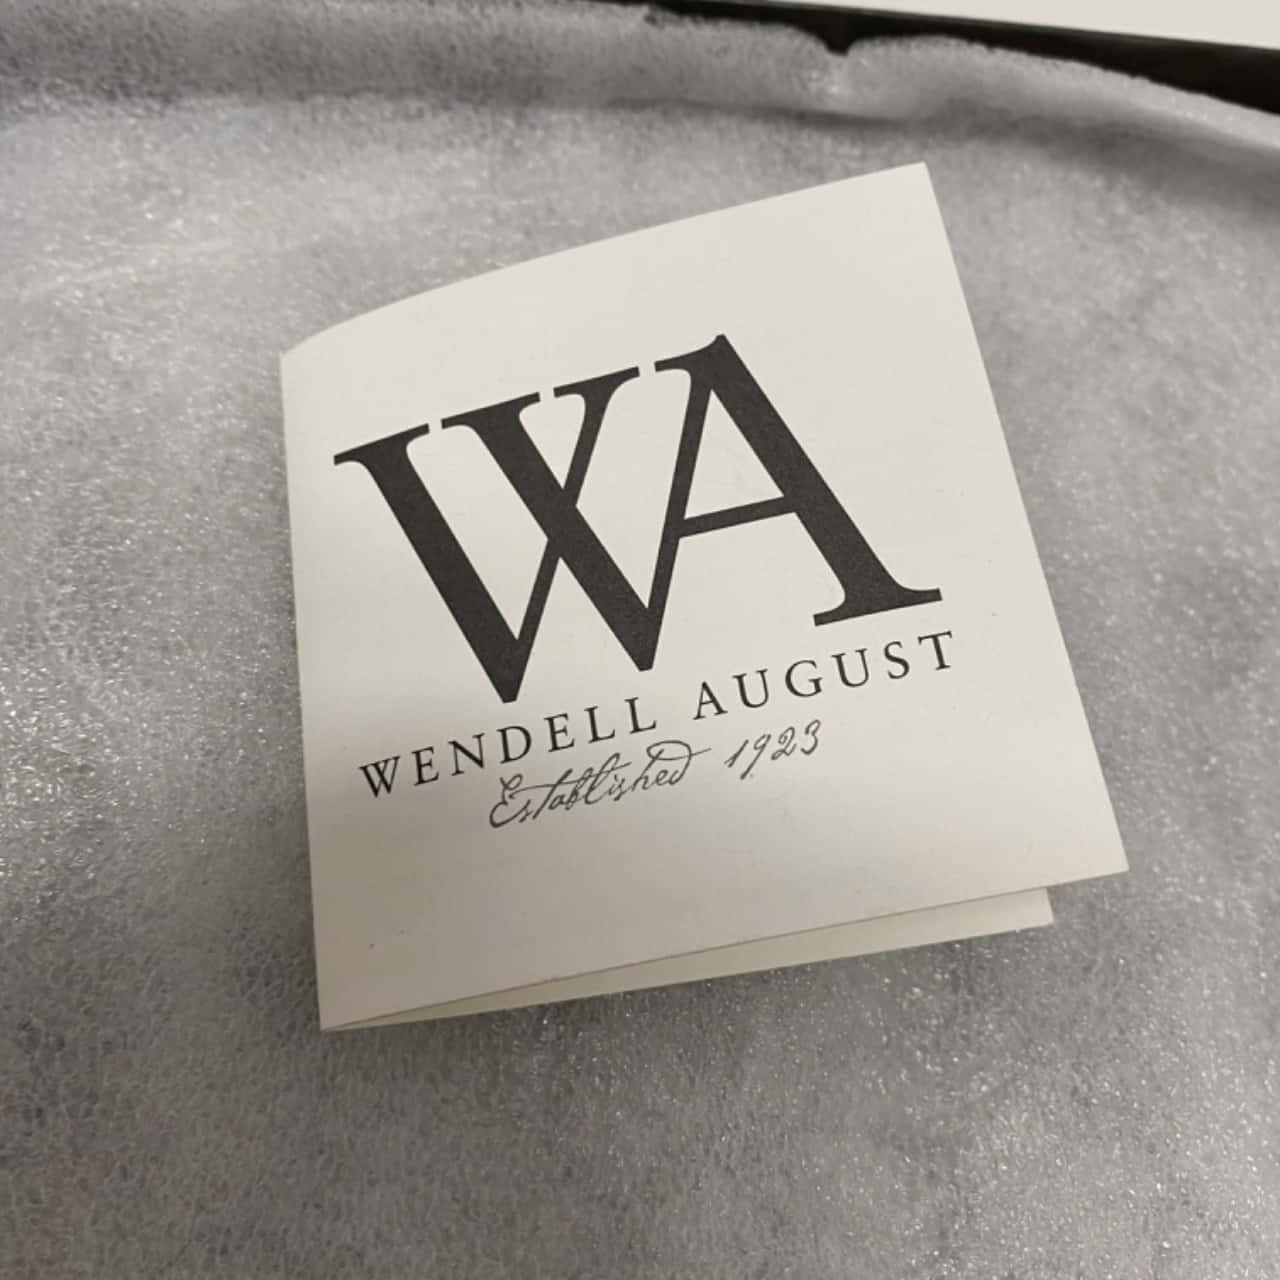 WA
WENDELL AUGUST
Established 1923